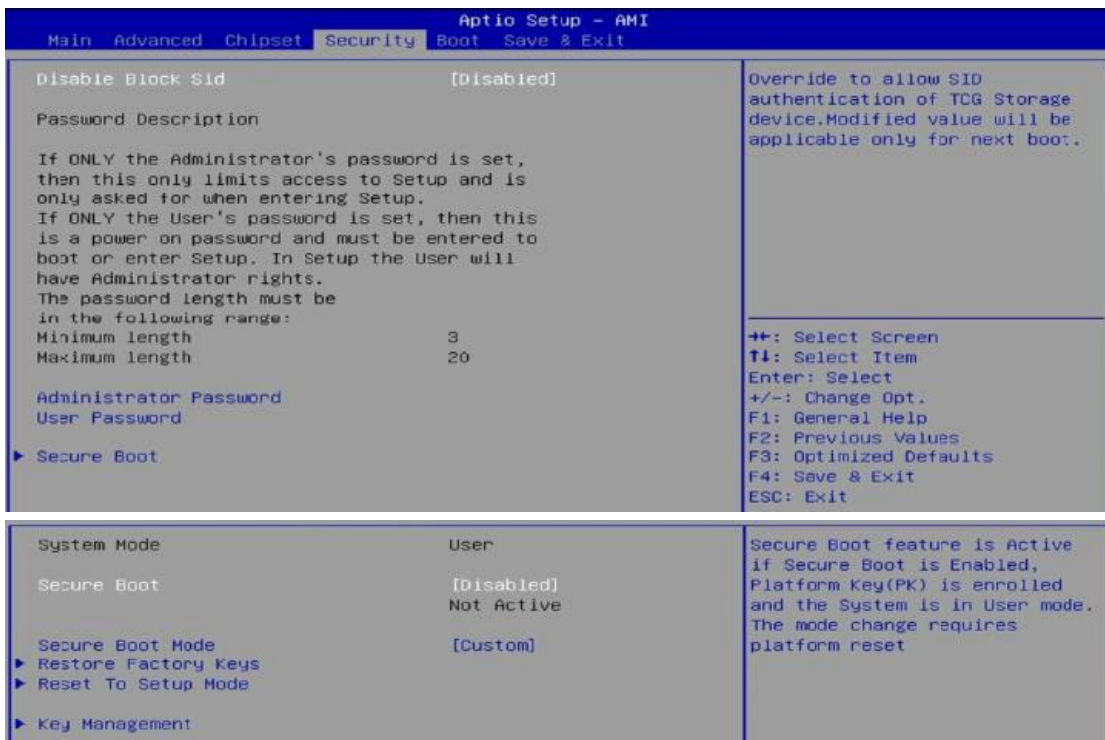 Aptio Setup – AMI
Main Advanced Chipset Security Boot Save & Exit
Disable Block Sid [Disabled]
Password Description
If ONLY the Administrator's password is set,
then this only limits access to Setup and is
only asked for when entering Setup.
If ONLY the User's password is set, then this
is a power on password and must be entered to
boot or enter Setup. In Setup the User will
have Administrator rights.
The password length must be
in the following range:
Minimum length 3
Maximum length 20
Administrator Password
User Password
▶ Secure Boot
Override to allow SID
authentication of TCG Storage
device.Modified value will be
applicable only for next boot.
→←: Select Screen
↑↓: Select Item
Enter: Select
+/-: Change Opt.
F1: General Help
F2: Previous Values
F3: Optimized Defaults
F4: Save & Exit
ESC: Exit
System Mode User
Secure Boot [Disabled]
Not Active
Secure Boot Mode [Custom]
▶ Restore Factory Keys
▶ Reset To Setup Mode
▶ Key Management
Secure Boot feature is Active
if Secure Boot is Enabled,
Platform Key(PK) is enrolled
and the System is in User mode.
The mode change requires
platform reset